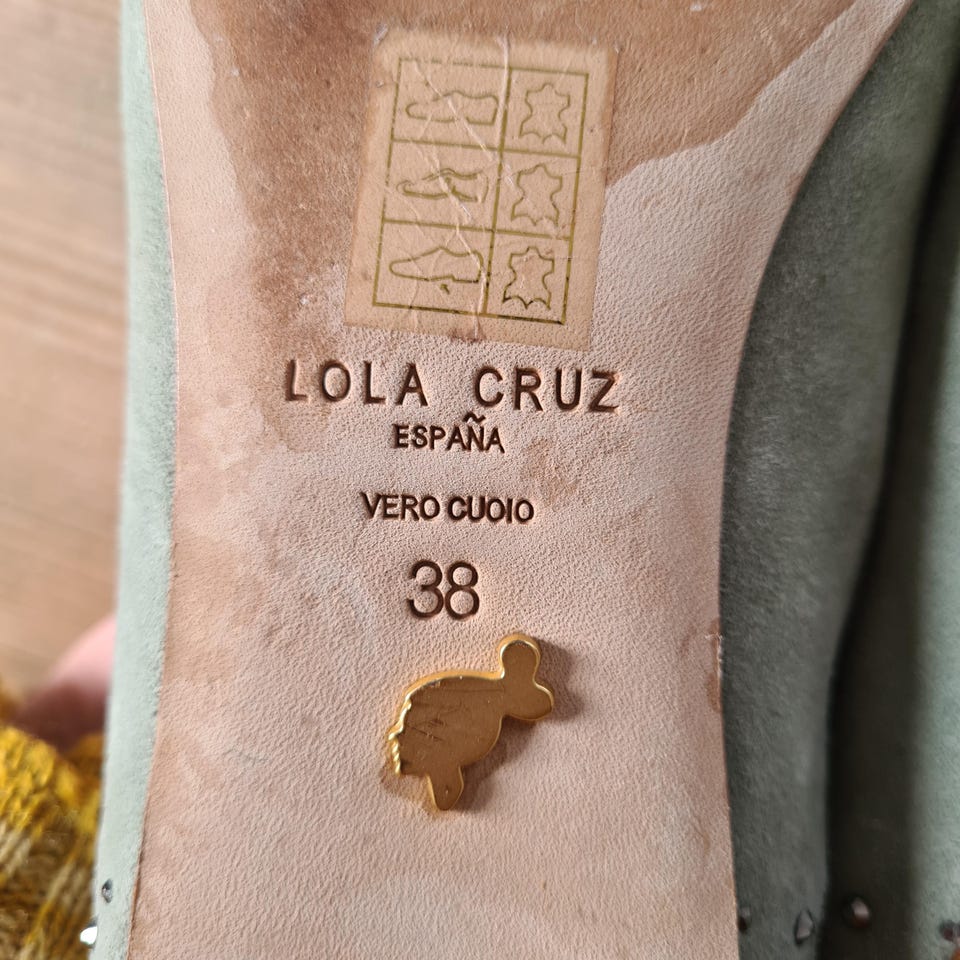 LOLA CRUZ
ESPAÑA
VERO CUOIO
38